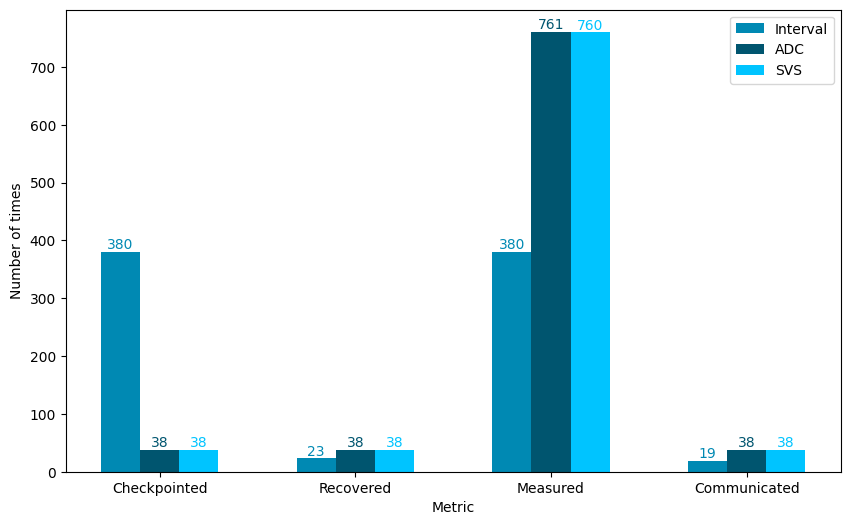 Number of times
700
600
500
400
300
200
100
0
380
38
38
23
38
38
380
761
760
19
38
38
Interval
ADC
SVS
Checkpointed
Recovered
Measured
Communicated
Metric